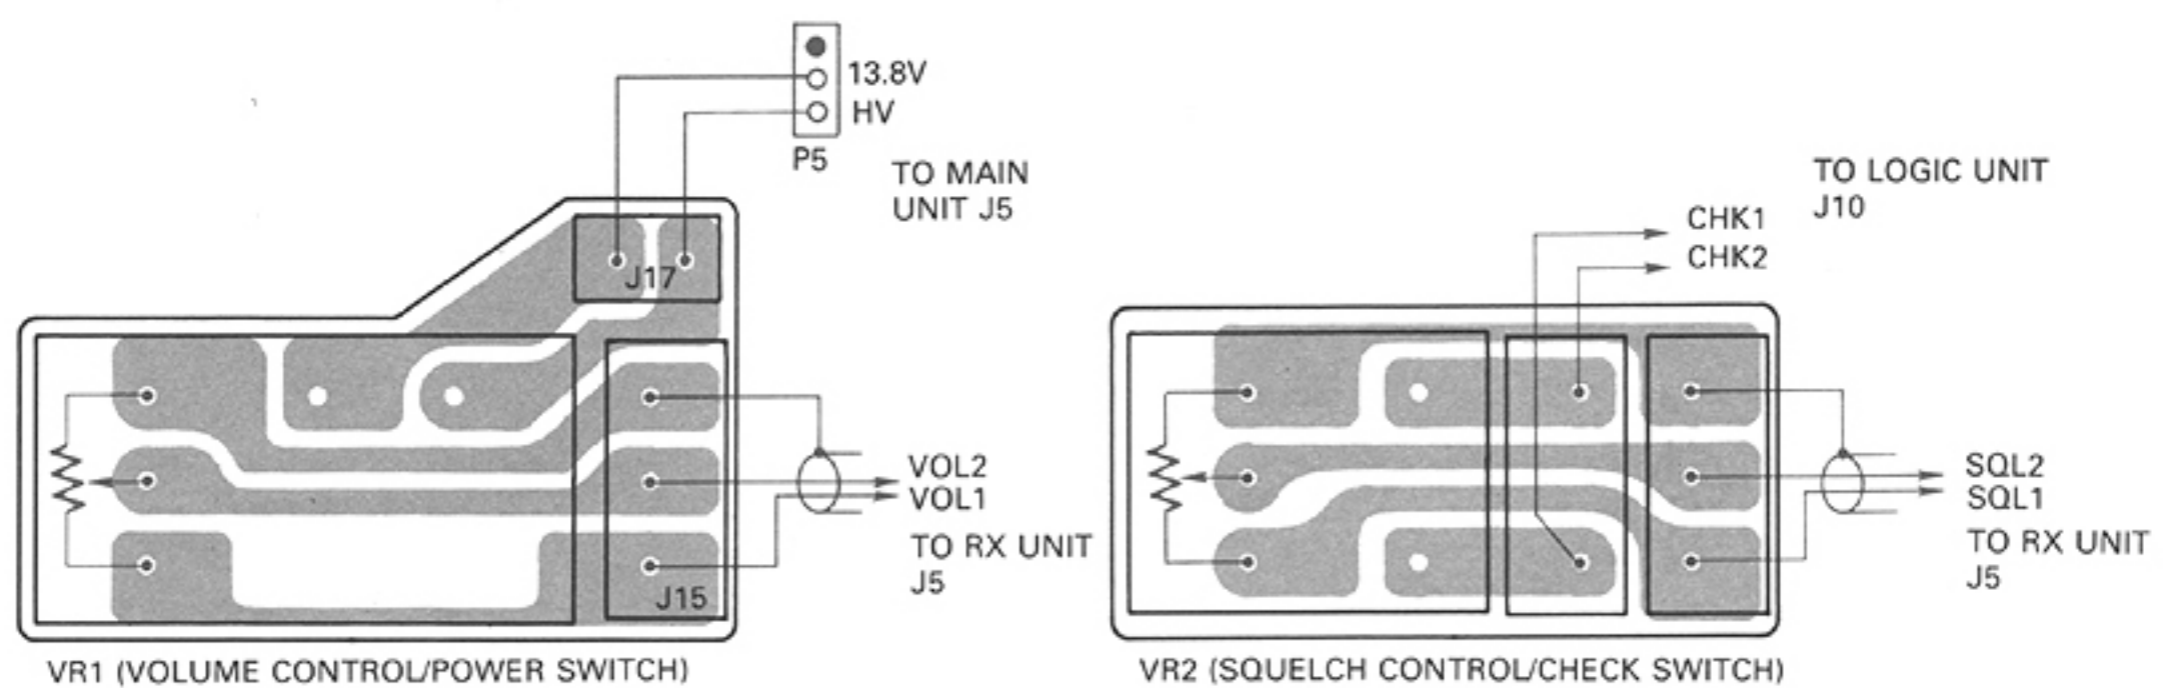 13.8V
HV
P5
TO MAIN
UNIT J5
J17
VOL2
VOL1
TO RX UNIT
J5
J15
VR1 (VOLUME CONTROL/POWER SWITCH)
TO LOGIC UNIT
J10
CHK1
CHK2
SQL2
SQL1
TO RX UNIT
J5
VR2 (SQUELCH CONTROL/CHECK SWITCH)